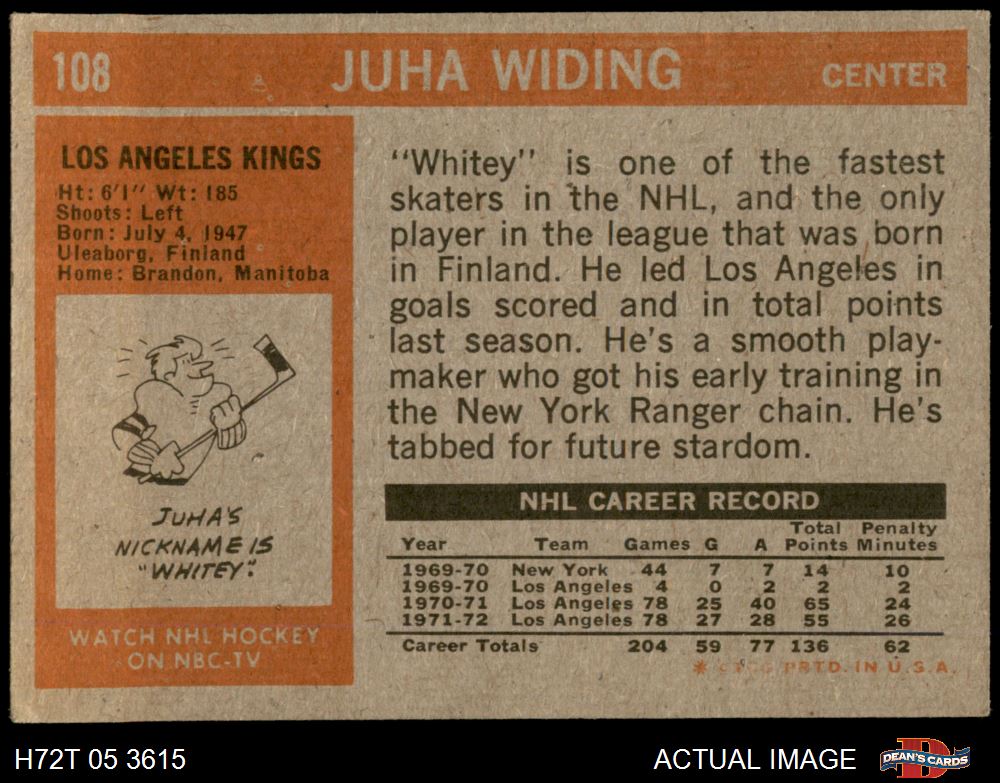 108 JUHA WIDING CENTER
LOS ANGELES KINGS
Ht: 6'1" Wt: 185
Shoots: Left
Born: July 4, 1947
Uleaborg, Finland
Home: Brandon, Manitoba
JUHA'S
NICKNAME IS
"WHITEY".
WATCH NHL HOCKEY
ON NBC-TV
"Whitey" is one of the fastest
skaters in the NHL, and the only
player in the league that was born
in Finland. He led Los Angeles in
goals scored and in total points
last season. He's a smooth play-
maker who got his early training in
the New York Ranger chain. He's
tabbed for future stardom.
NHL CAREER RECORD
Year Team Games G A Total Points Penalty Minutes
1969-70 New York 44 7 7 14 10
1969-70 Los Angeles 4 0 2 2 2
1970-71 Los Angeles 78 25 40 65 24
1971-72 Los Angeles 78 27 28 55 26
Career Totals 204 59 77 136 62
* PRTD. IN U.S.A.
H72T 05 3615
ACTUAL IMAGE
DEAN'S CARDS